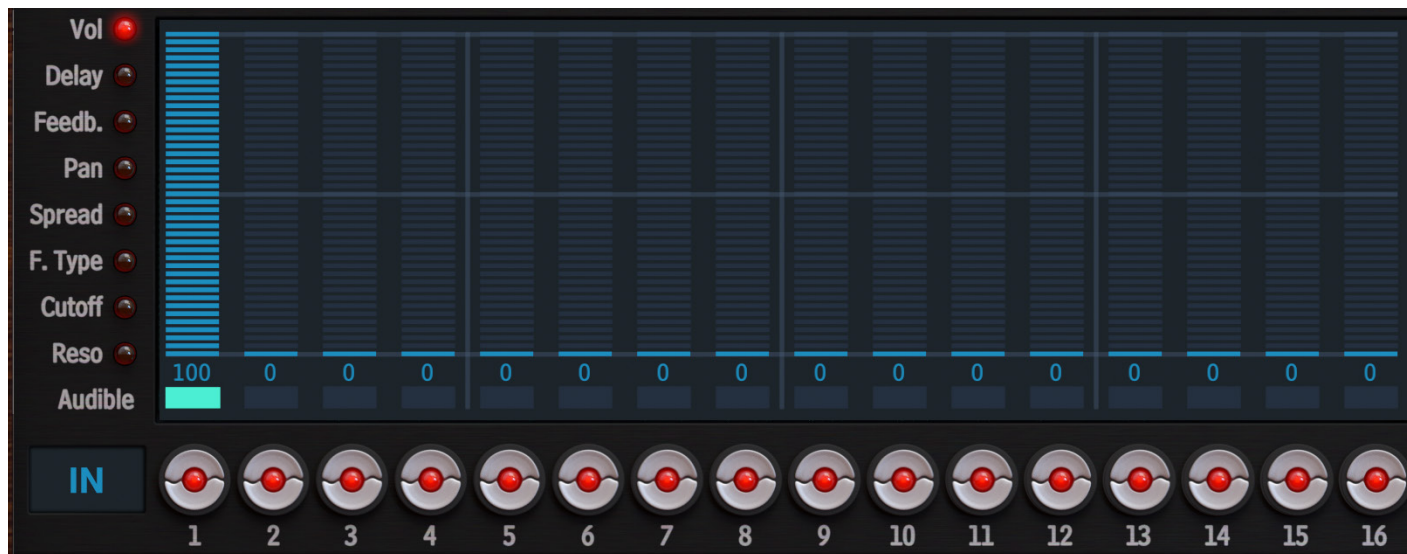 Vol
Delay
Feedb.
Pan
Spread
F. Type
Cutoff
Reso
100 0 0 0 0 0 0 0 0 0 0 0 0 0 0 0
Audible
IN
1 2 3 4 5 6 7 8 9 10 11 12 13 14 15 16